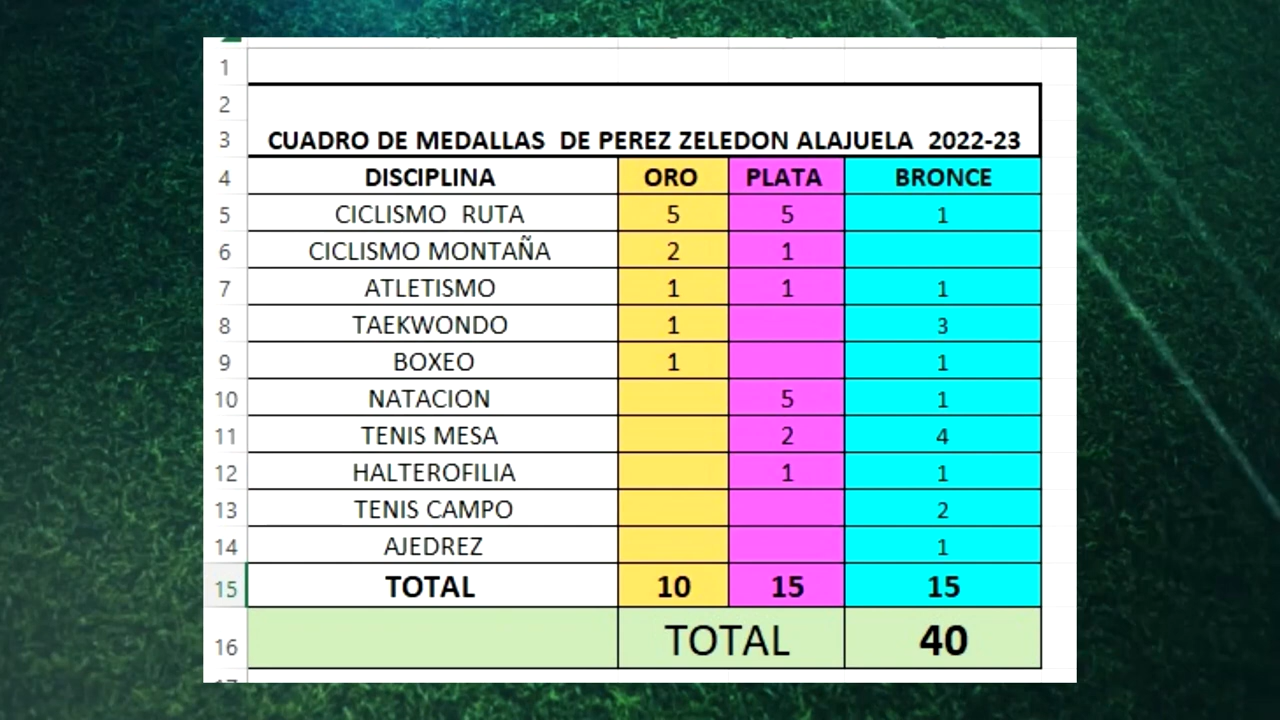 1
2
3 CUADRO DE MEDALLAS DE PEREZ ZELEDON ALAJUELA 2022-23
4 DISCIPLINA ORO PLATA BRONCE
5 CICLISMO RUTA 5 5 1
6 CICLISMO MONTAÑA 2 1
7 ATLETISMO 1 1 1
8 TAEKWONDO 1 3
9 BOXEO 1 1
10 NATACION 5 1
11 TENIS MESA 2 4
12 HALTEROFILIA 1 1
13 TENIS CAMPO 2
14 AJEDREZ 1
15 TOTAL 10 15 15
16 TOTAL 40